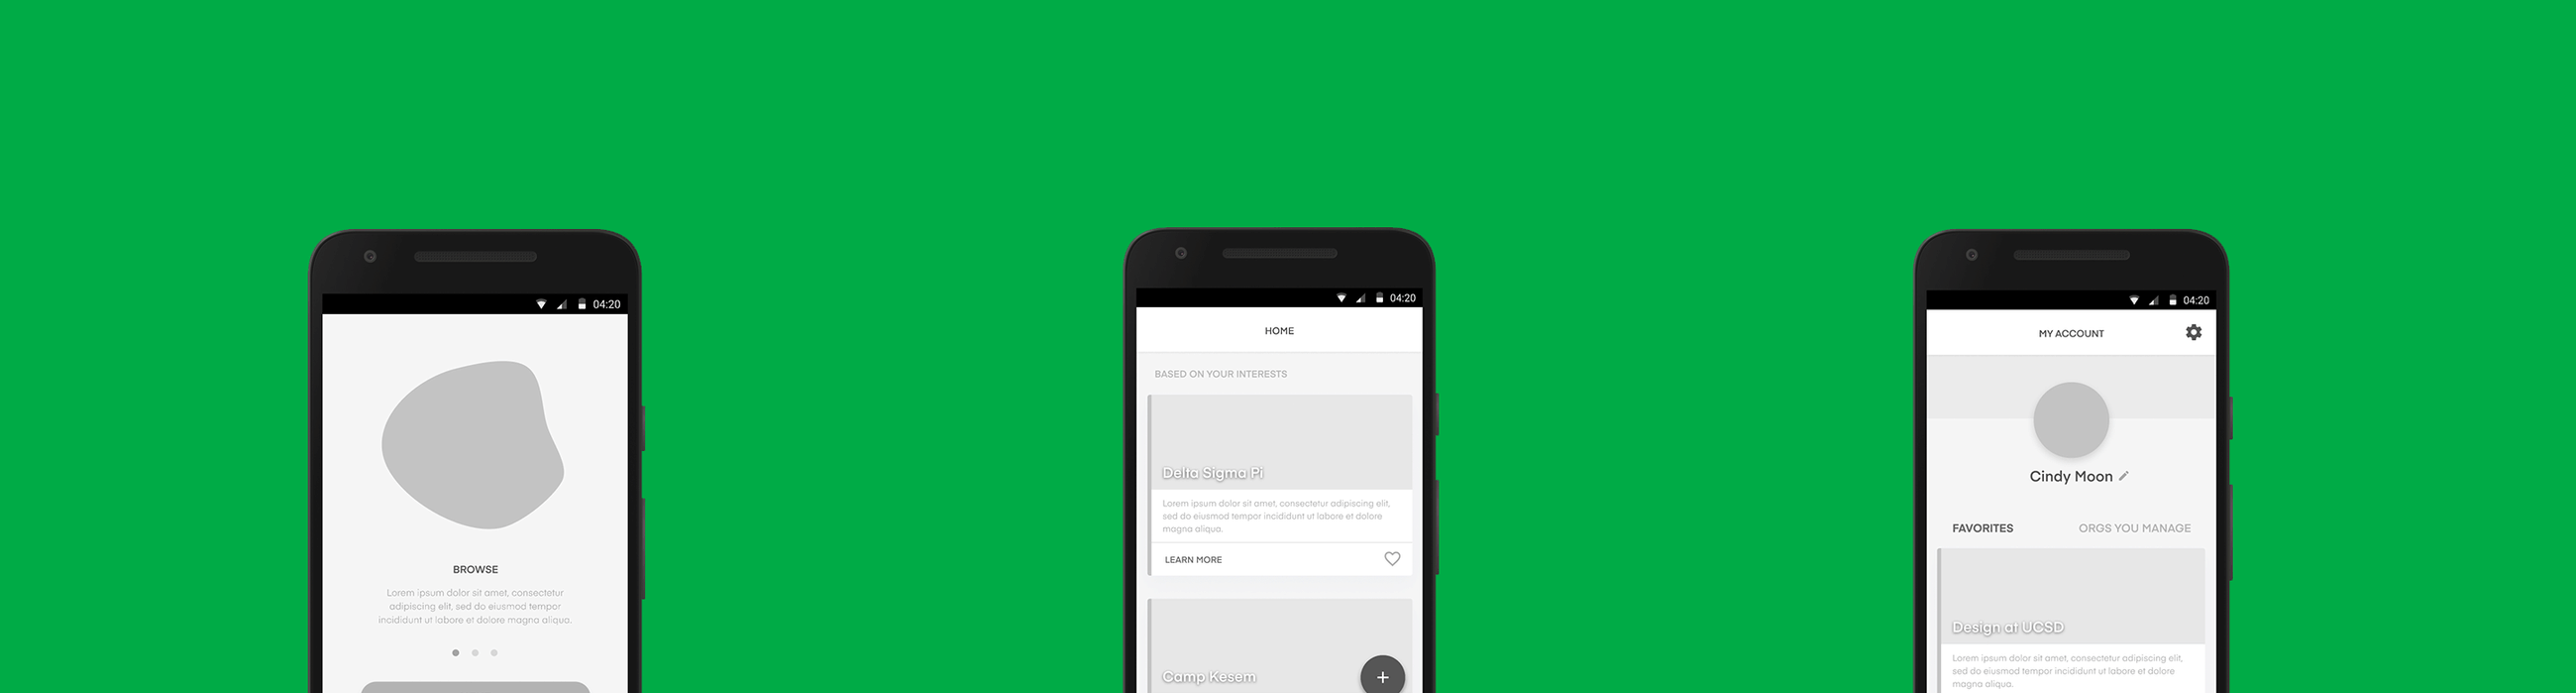 04:20
BROWSE
Lorem ipsum dolor sit amet, consectetur
adipiscing elit, sed do eiusmod tempor
incididunt ut labore et dolore magna aliqua.
04:20
HOME
BASED ON YOUR INTERESTS
Delta Sigma Pi
Lorem ipsum dolor sit amet, consectetur adipiscing elit,
sed do eiusmod tempor incididunt ut labore et dolore
magna aliqua.
LEARN MORE
Camp Kesem
04:20
MY ACCOUNT
Cindy Moon
FAVORITES ORGS YOU MANAGE
Design at UCSD
Lorem ipsum dolor sit amet, consectetur adipiscing elit,
sed do eiusmod tempor incididunt ut labore et dolore
magna aliqua.